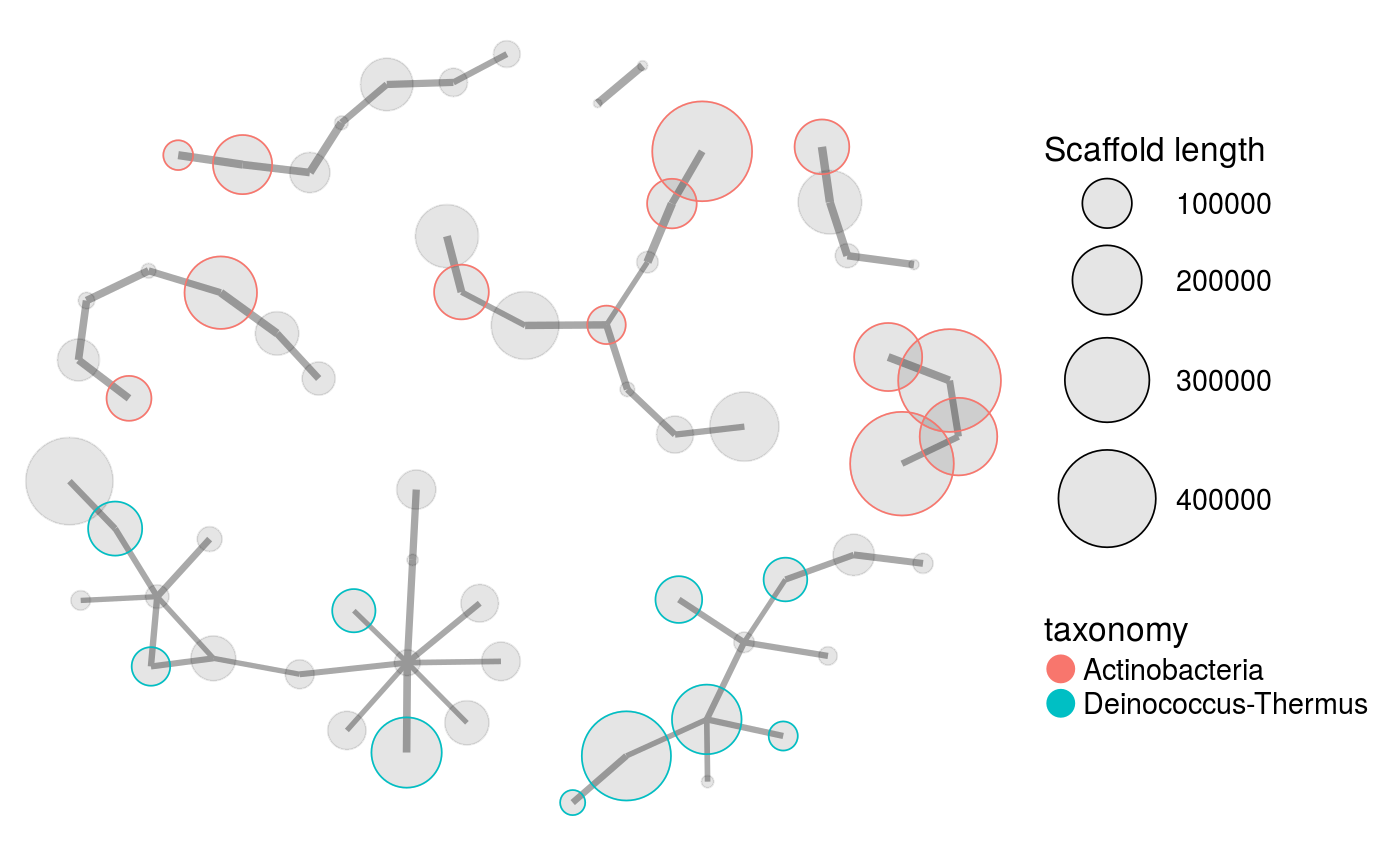 Scaffold length
100000
200000
300000
400000
taxonomy
Actinobacteria
Deinococcus-Thermus